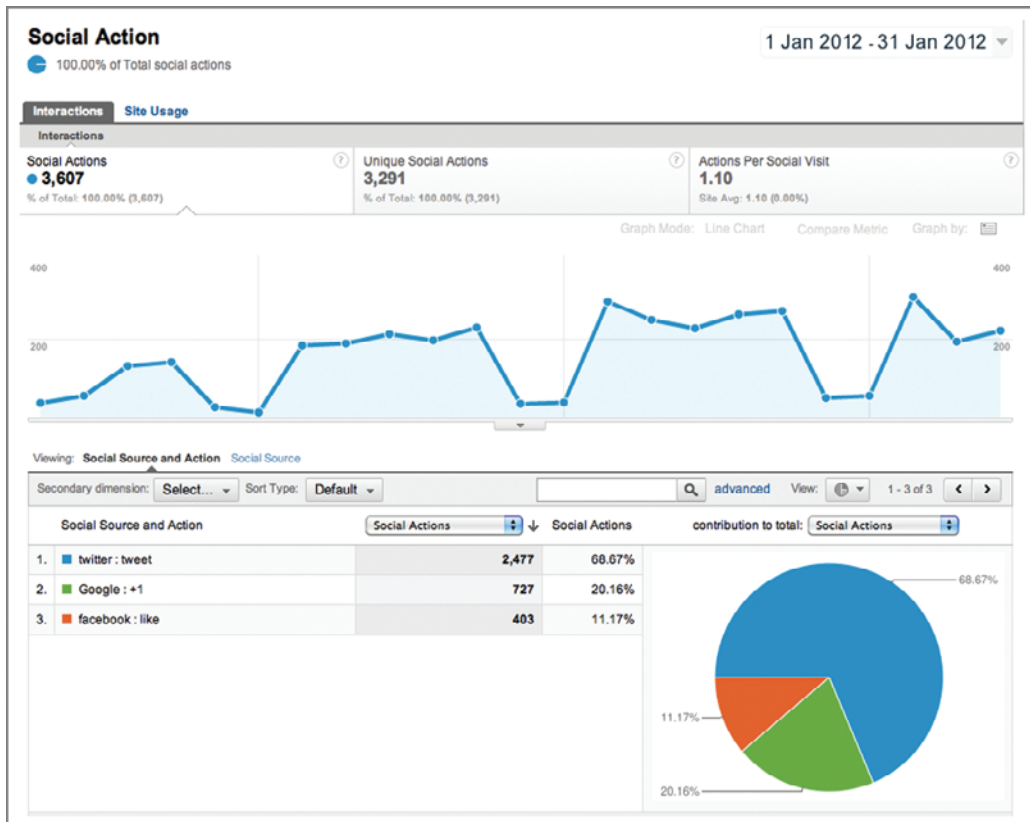 Social Action
1 Jan 2012 - 31 Jan 2012
100.00% of Total social actions
Interactions Site Usage
Interactions
Social Actions ? Unique Social Actions ? Actions Per Social Visit ?
3,607 3,291 1.10
% of Total: 100.00% (3,607) % of Total: 100.00% (3,291) Site Avg: 1.10 (0.00%)
Graph Mode: Line Chart Compare Metric Graph by:
400 400
200 200
Viewing: Social Source and Action Social Source
Secondary dimension: Select... Sort Type: Default advanced View: 1 - 3 of 3
Social Source and Action Social Actions Social Actions contribution to total: Social Actions
1. twitter : tweet 2,477 68.67%
2. Google : +1 727 20.16%
3. facebook : like 403 11.17%
68.67%
11.17%
20.16%